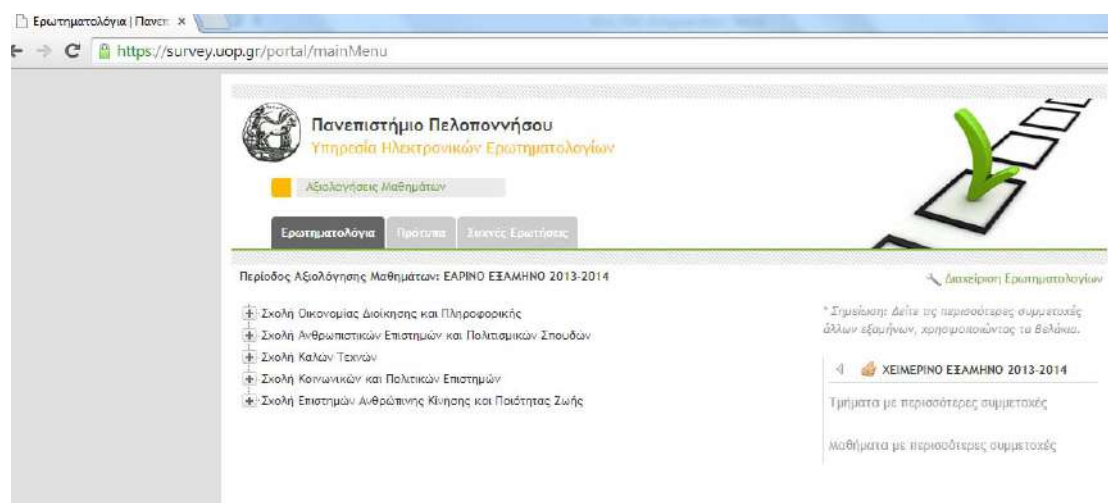 Ερωτηματολόγια | Πανεπ
https://survey.uop.gr/portal/mainMenu
Πανεπιστήμιο Πελοποννήσου
Υπηρεσία Ηλεκτρονικών Ερωτηματολογίων
Αξιολογήσεις Μαθημάτων
Ερωτηματολόγια Πρότυπα Συχνές Ερωτήσεις
Περίοδος Αξιολόγησης Μαθημάτων: ΕΑΡΙΝΟ ΕΞΑΜΗΝΟ 2013-2014
Διαχείριση Ερωτηματολογίων
Σχολή Οικονομίας Διοίκησης και Πληροφορικής
Σχολή Ανθρωπιστικών Επιστημών και Πολιτισμικών Σπουδών
Σχολή Καλών Τεχνών
Σχολή Κοινωνικών και Πολιτικών Επιστημών
Σχολή Επιστημών Ανθρώπινης Κίνησης και Ποιότητας Ζωής
* Σημείωση: Δείτε τις περισσότερες συμμετοχές
άλλων εξαμήνων, χρησιμοποιώντας τα βελάκια.
ΧΕΙΜΕΡΙΝΟ ΕΞΑΜΗΝΟ 2013-2014
Τμήματα με περισσότερες συμμετοχές
Μαθήματα με περισσότερες συμμετοχές